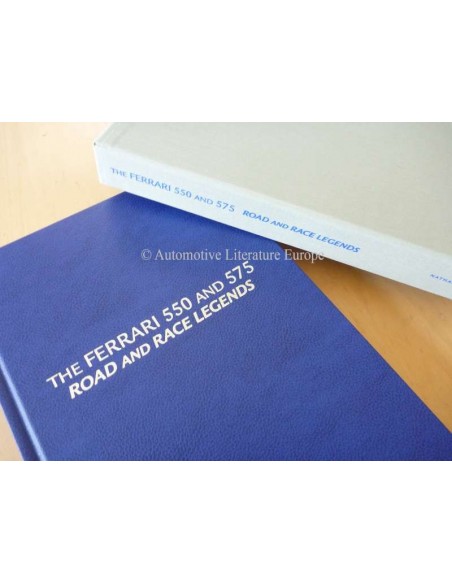 THE FERRARI 550 AND 575 ROAD AND RACE LEGENDS
© Automotive Literature Europe
THE FERRARI 550 AND 575
ROAD AND RACE LEGENDS